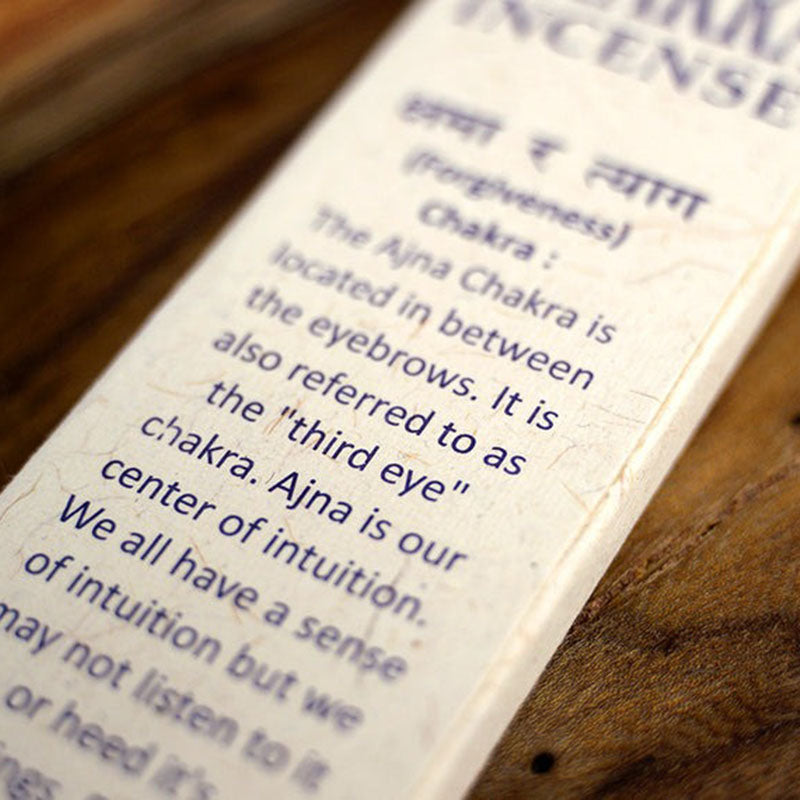 INCENSE
क्षमा र त्याग
(Forgiveness)
Chakra :
The Ajna Chakra is
located in between
the eyebrows. It is
also referred to as
the "third eye"
chakra. Ajna is our
center of intuition.
We all have a sense
of intuition but we
may not listen to it
or heed it's